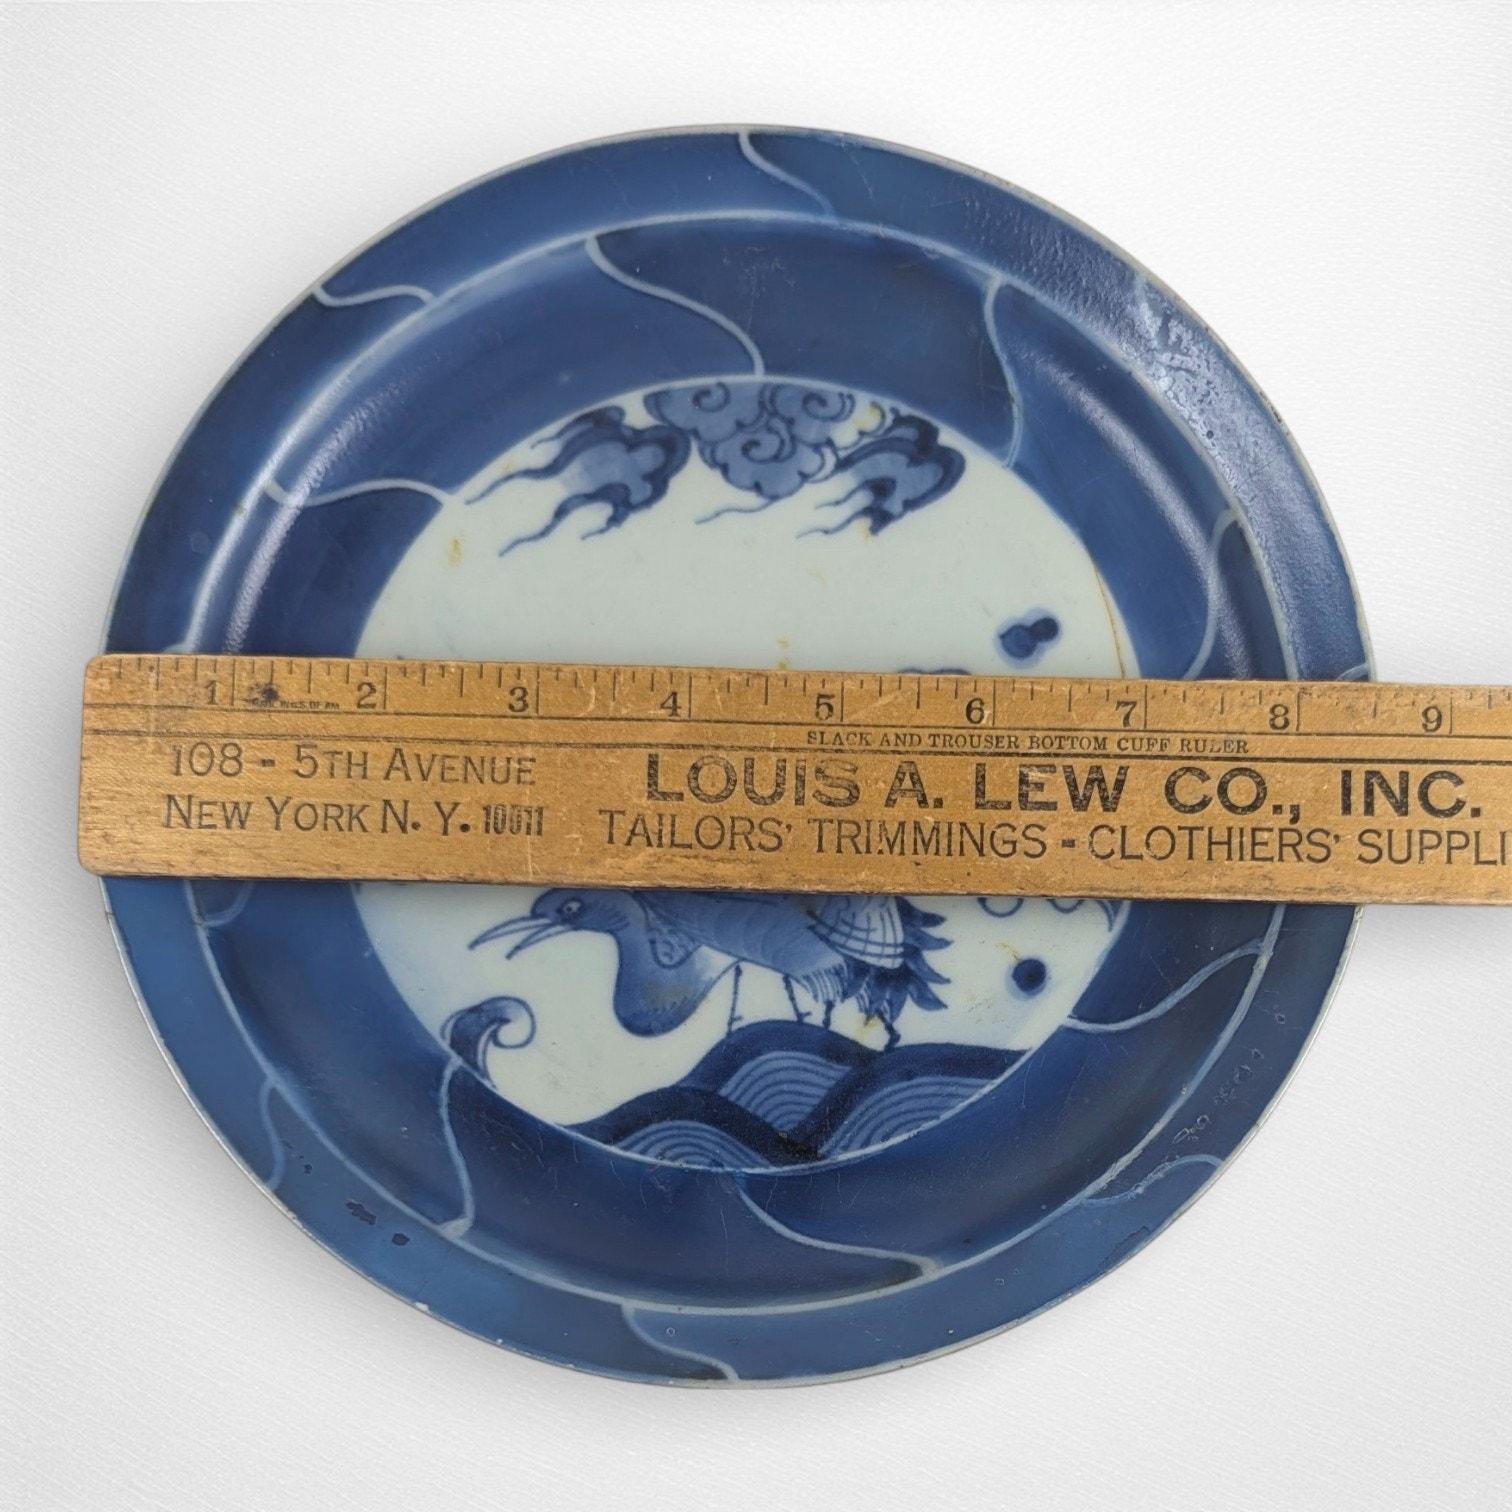 1 2 3 4 5 6 7 8 9
SLACK AND TROUSER BOTTOM CUFF RULER
108 - 5TH AVENUE LOUIS A. LEW CO., INC.
NEW YORK N. Y. 10011 TAILORS' TRIMMINGS - CLOTHIERS' SUPPLI